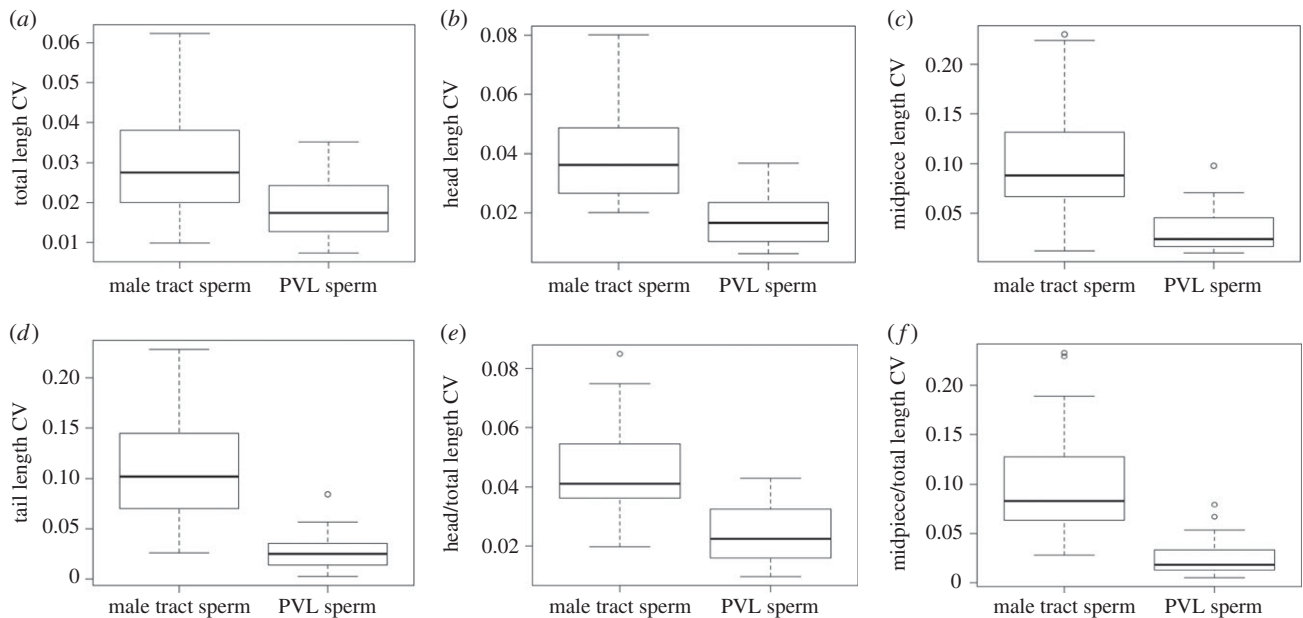 (a)
total lengh CV
0.06
0.05
0.04
0.03
0.02
0.01
male tract sperm PVL sperm
(b)
head lengh CV
0.08
0.06
0.04
0.02
male tract sperm PVL sperm
(c)
midpiece length CV
0.20
0.15
0.10
0.05
male tract sperm PVL sperm
(d)
tail length CV
0.20
0.15
0.10
0.05
0
male tract sperm PVL sperm
(e)
head/total length CV
0.08
0.06
0.04
0.02
male tract sperm PVL sperm
(f)
midpiece/total length CV
0.20
0.15
0.10
0.05
0
male tract sperm PVL sperm